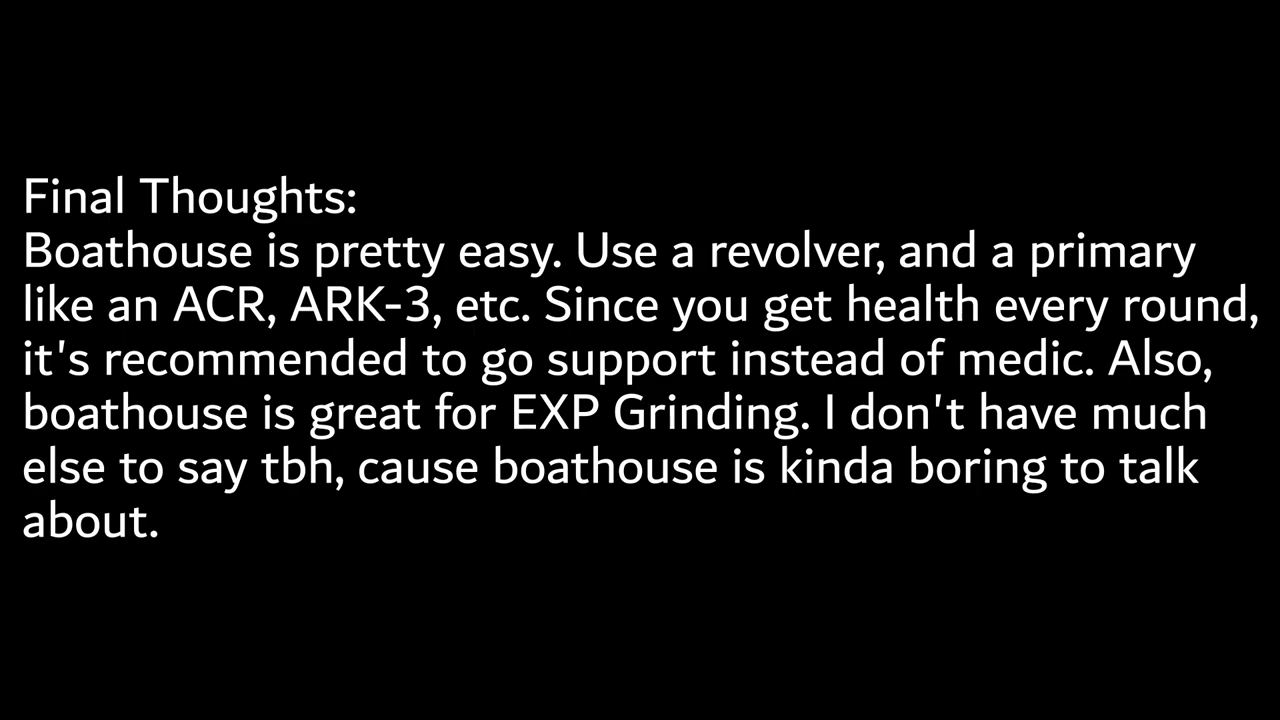 Final Thoughts:
Boathouse is pretty easy. Use a revolver, and a primary
like an ACR, ARK-3, etc. Since you get health every round,
it's recommended to go support instead of medic. Also,
boathouse is great for EXP Grinding. I don't have much
else to say tbh, cause boathouse is kinda boring to talk
about.